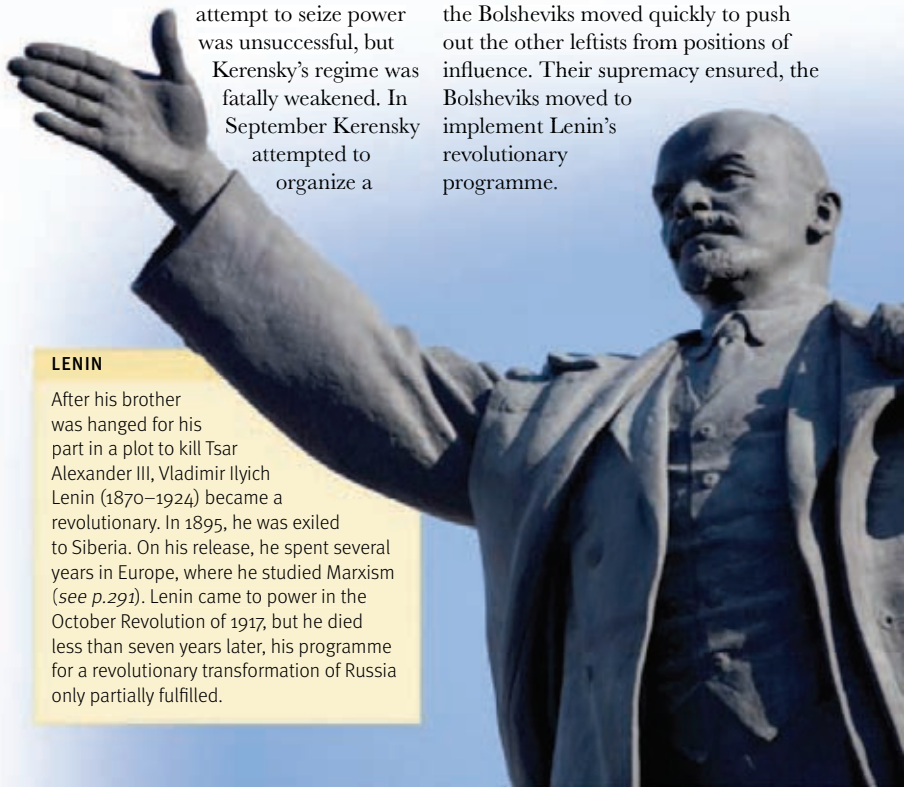 attempt to seize power
was unsuccessful, but
Kerensky's regime was
fatally weakened. In
September Kerensky
attempted to
organize a
the Bolsheviks moved quickly to push
out the other leftists from positions of
influence. Their supremacy ensured, the
Bolsheviks moved to
implement Lenin's
revolutionary
programme.
LENIN
After his brother
was hanged for his
part in a plot to kill Tsar
Alexander III, Vladimir Ilyich
Lenin (1870–1924) became a
revolutionary. In 1895, he was exiled
to Siberia. On his release, he spent several
years in Europe, where he studied Marxism
(see p.291). Lenin came to power in the
October Revolution of 1917, but he died
less than seven years later, his programme
for a revolutionary transformation of Russia
only partially fulfilled.